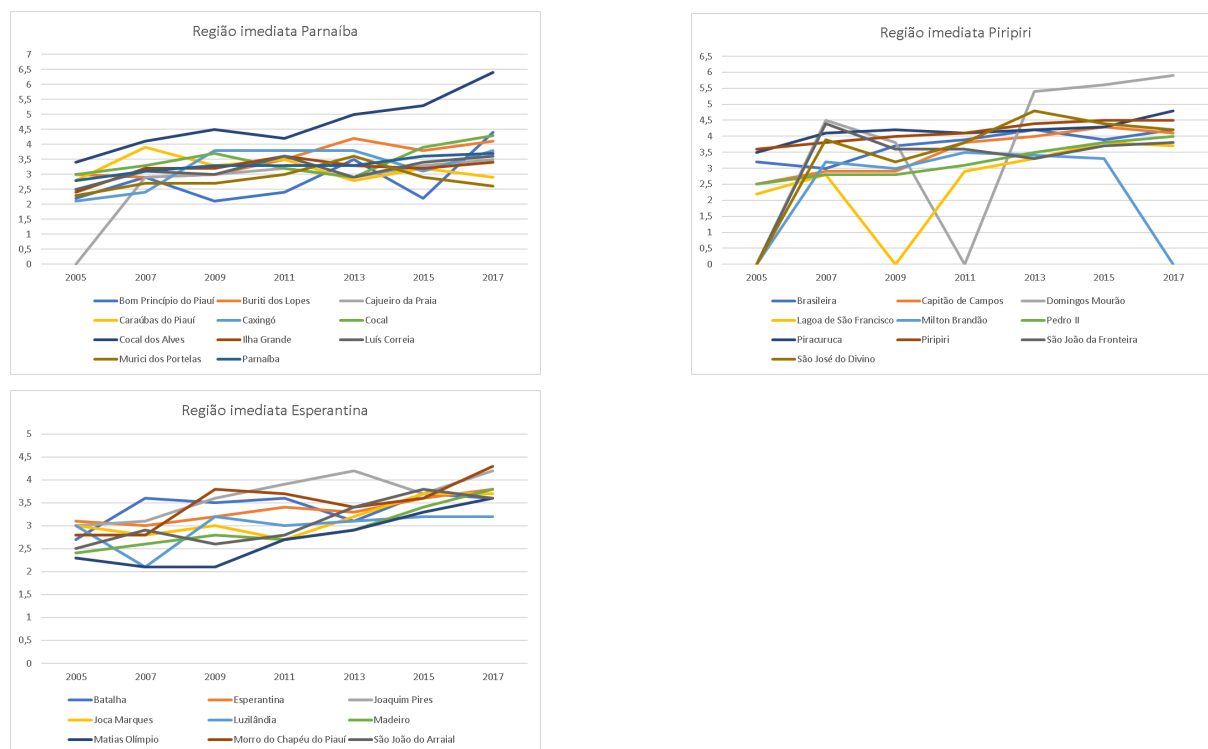 Região imediata Parnaíba
7
6,5
6
5,5
5
4,5
4
3,5
3
2,5
2
1,5
1
0,5
0
2005 2007 2009 2011 2013 2015 2017
Bom Princípio do Piauí Buriti dos Lopes Cajueiro da Praia
Caraúbas do Piauí Caxingó Cocal
Cocal dos Alves Ilha Grande Luís Correia
Murici dos Portelas Parnaíba
Região imediata Piripiri
6,5
6
5,5
5
4,5
4
3,5
3
2,5
2
1,5
1
0,5
0
2005 2007 2009 2011 2013 2015 2017
Brasileira Capitão de Campos Domingos Mourão
Lagoa de São Francisco Milton Brandão Pedro II
Piracuruca Piripiri São João da Fronteira
São José do Divino
Região imediata Esperantina
5
4,5
4
3,5
3
2,5
2
1,5
1
0,5
0
2005 2007 2009 2011 2013 2015 2017
Batalha Esperantina Joaquim Pires
Joca Marques Luzilândia Madeiro
Matias Olímpio Morro do Chapéu do Piauí São João do Arraial